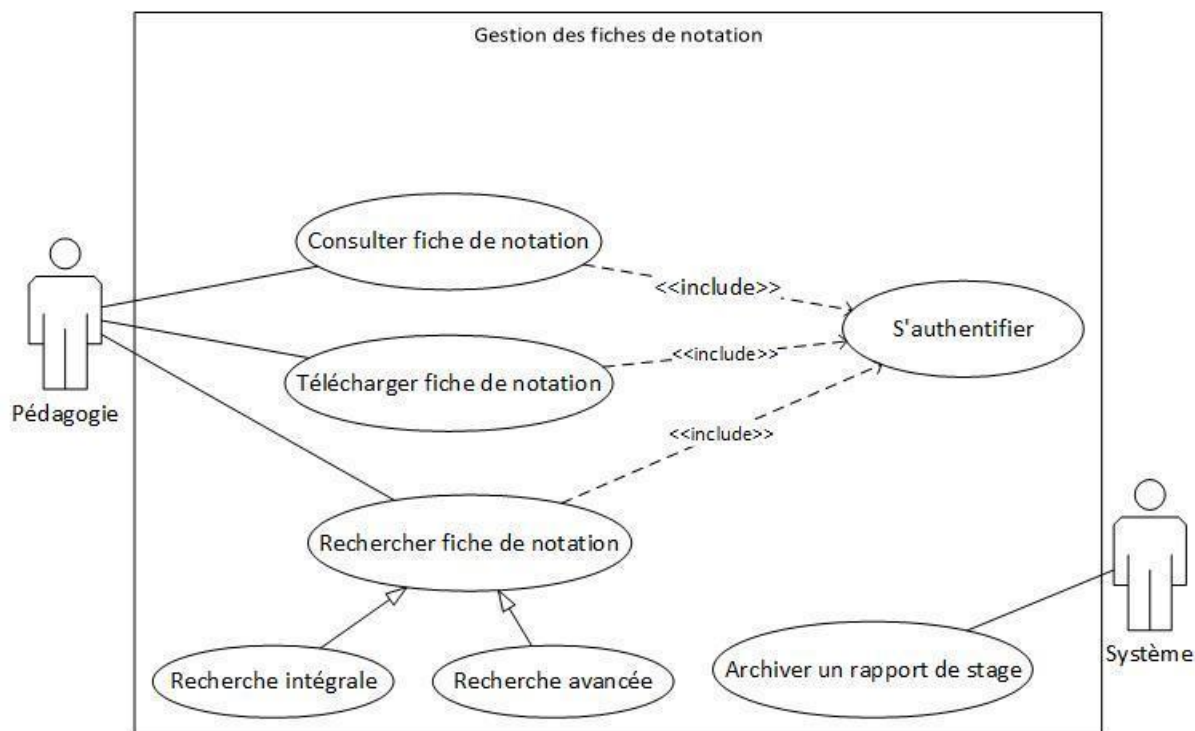 Gestion des fiches de notation
Consulter fiche de notation
<<include>>
S'authentifier
<<include>>
Télécharger fiche de notation
Pédagogie
<<include>>
Rechercher fiche de notation
Recherche intégrale
Recherche avancée
Archiver un rapport de stage
Système